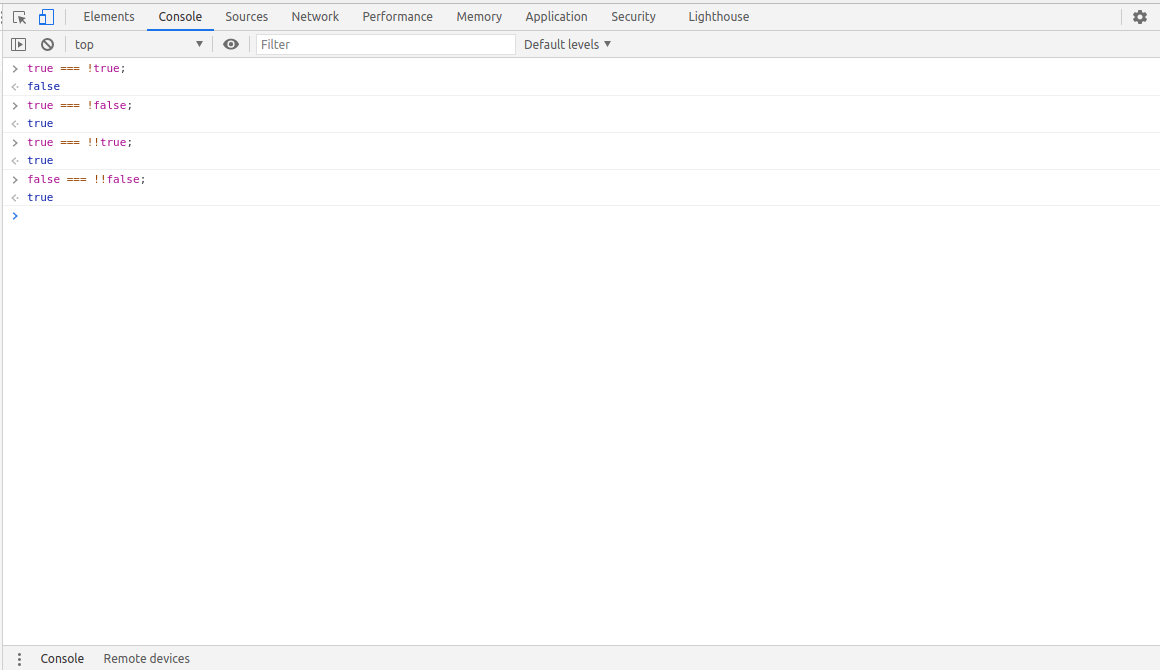 Elements Console Sources Network Performance Memory Application Security Lighthouse
top Filter Default levels
true === !true;
false
true === !false;
true
true === !!true;
true
false === !!false;
true
Console Remote devices